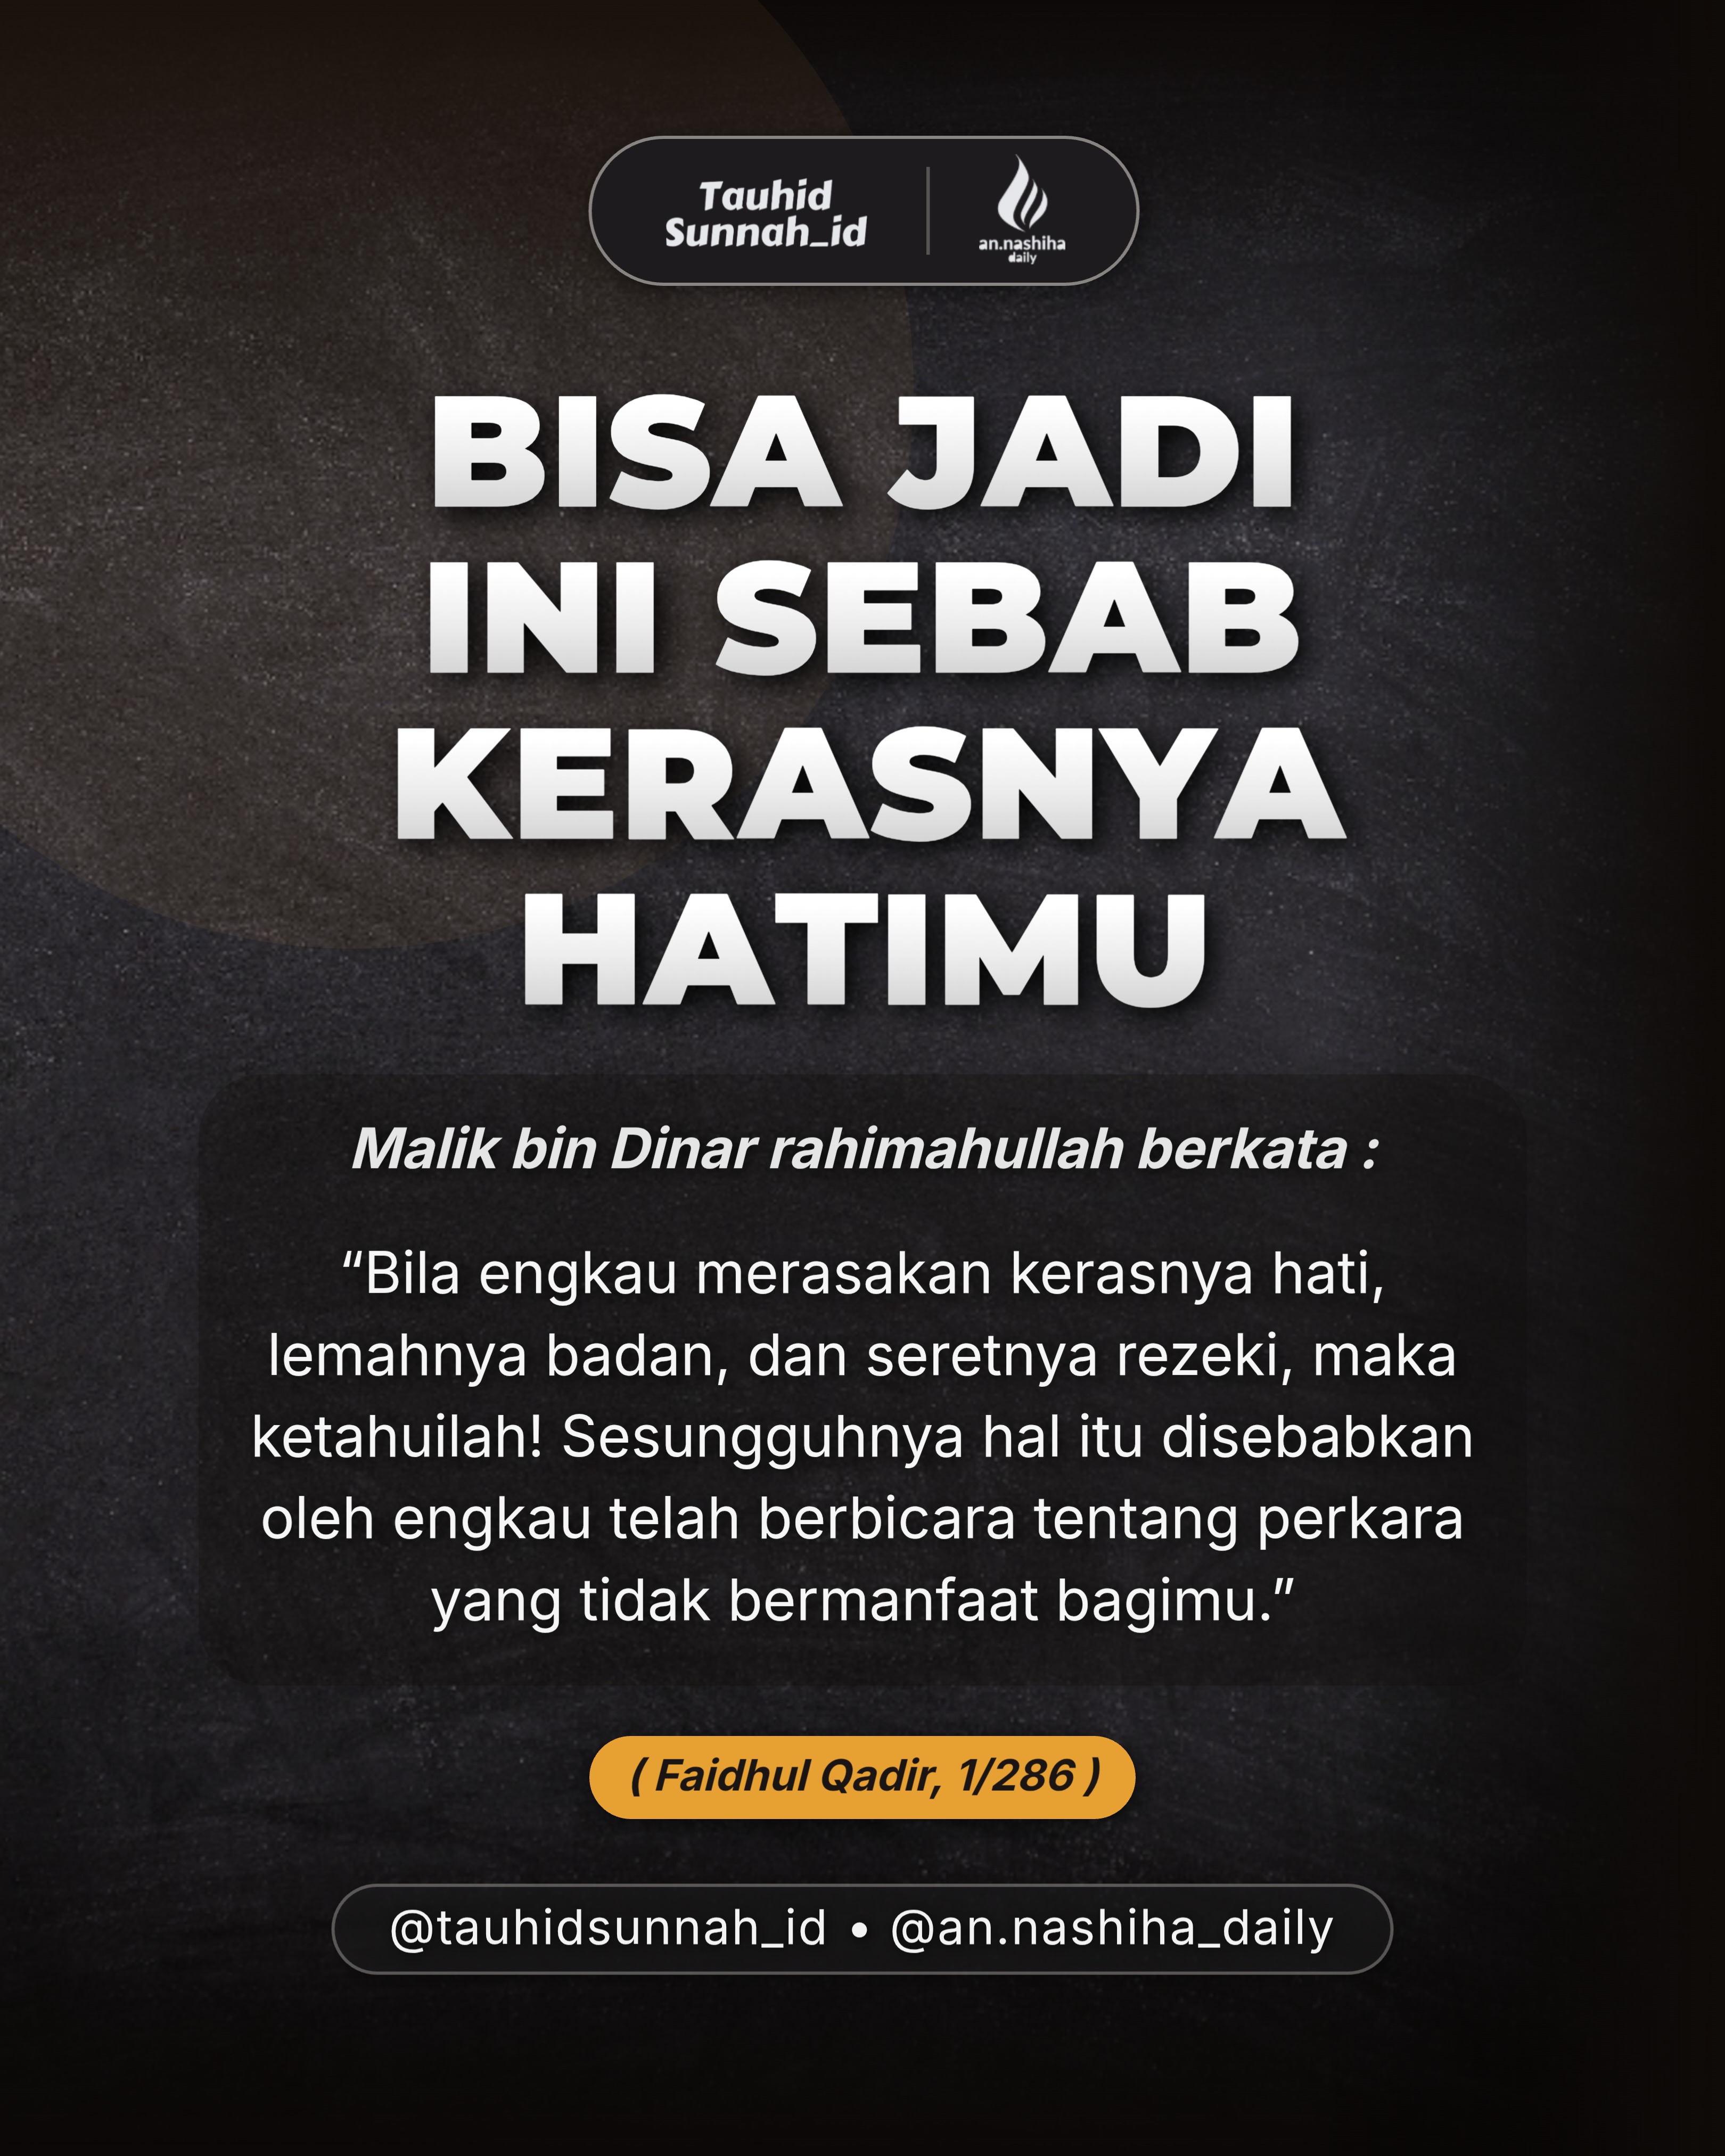 Tauhid
Sunnah_id
an.nashiha
daily
BISA JADI
INI SEBAB
KERASNYA
HATIMU
Malik bin Dinar rahimahullah berkata :
“Bila engkau merasakan kerasnya hati,
lemahnya badan, dan seretnya rezeki, maka
ketahuilah! Sesungguhnya hal itu disebabkan
oleh engkau telah berbicara tentang perkara
yang tidak bermanfaat bagimu.”
( Faidhul Qadir, 1/286 )
@tauhidsunnah_id • @an.nashiha_daily